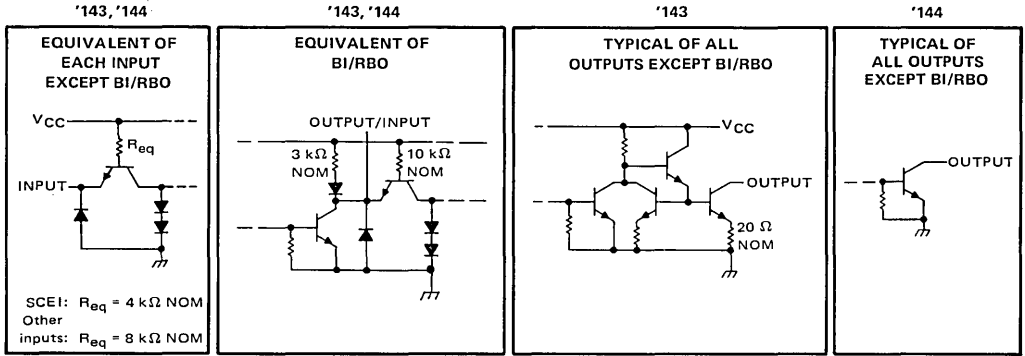 '143, '144
EQUIVALENT OF
EACH INPUT
EXCEPT BI/RBO
VCC
Req
INPUT
SCEI: Req = 4 kΩ NOM
Other
inputs: Req = 8 kΩ NOM
'143, '144
EQUIVALENT OF
BI/RBO
OUTPUT/INPUT
3 kΩ
NOM
10 kΩ
NOM
'143
TYPICAL OF ALL
OUTPUTS EXCEPT BI/RBO
VCC
OUTPUT
20 Ω
NOM
'144
TYPICAL OF
ALL OUTPUTS
EXCEPT BI/RBO
OUTPUT